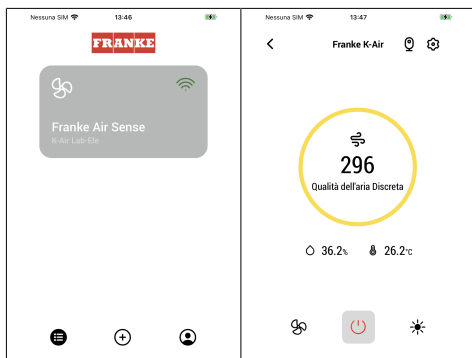 Nessuna SIM 13:46
FRANKE
Franke Air Sense
K-Air Lab-Ele
Nessuna SIM 13:47
Franke K-Air
296
Qualità dell'aria Discreta
36.2% 26.2°C